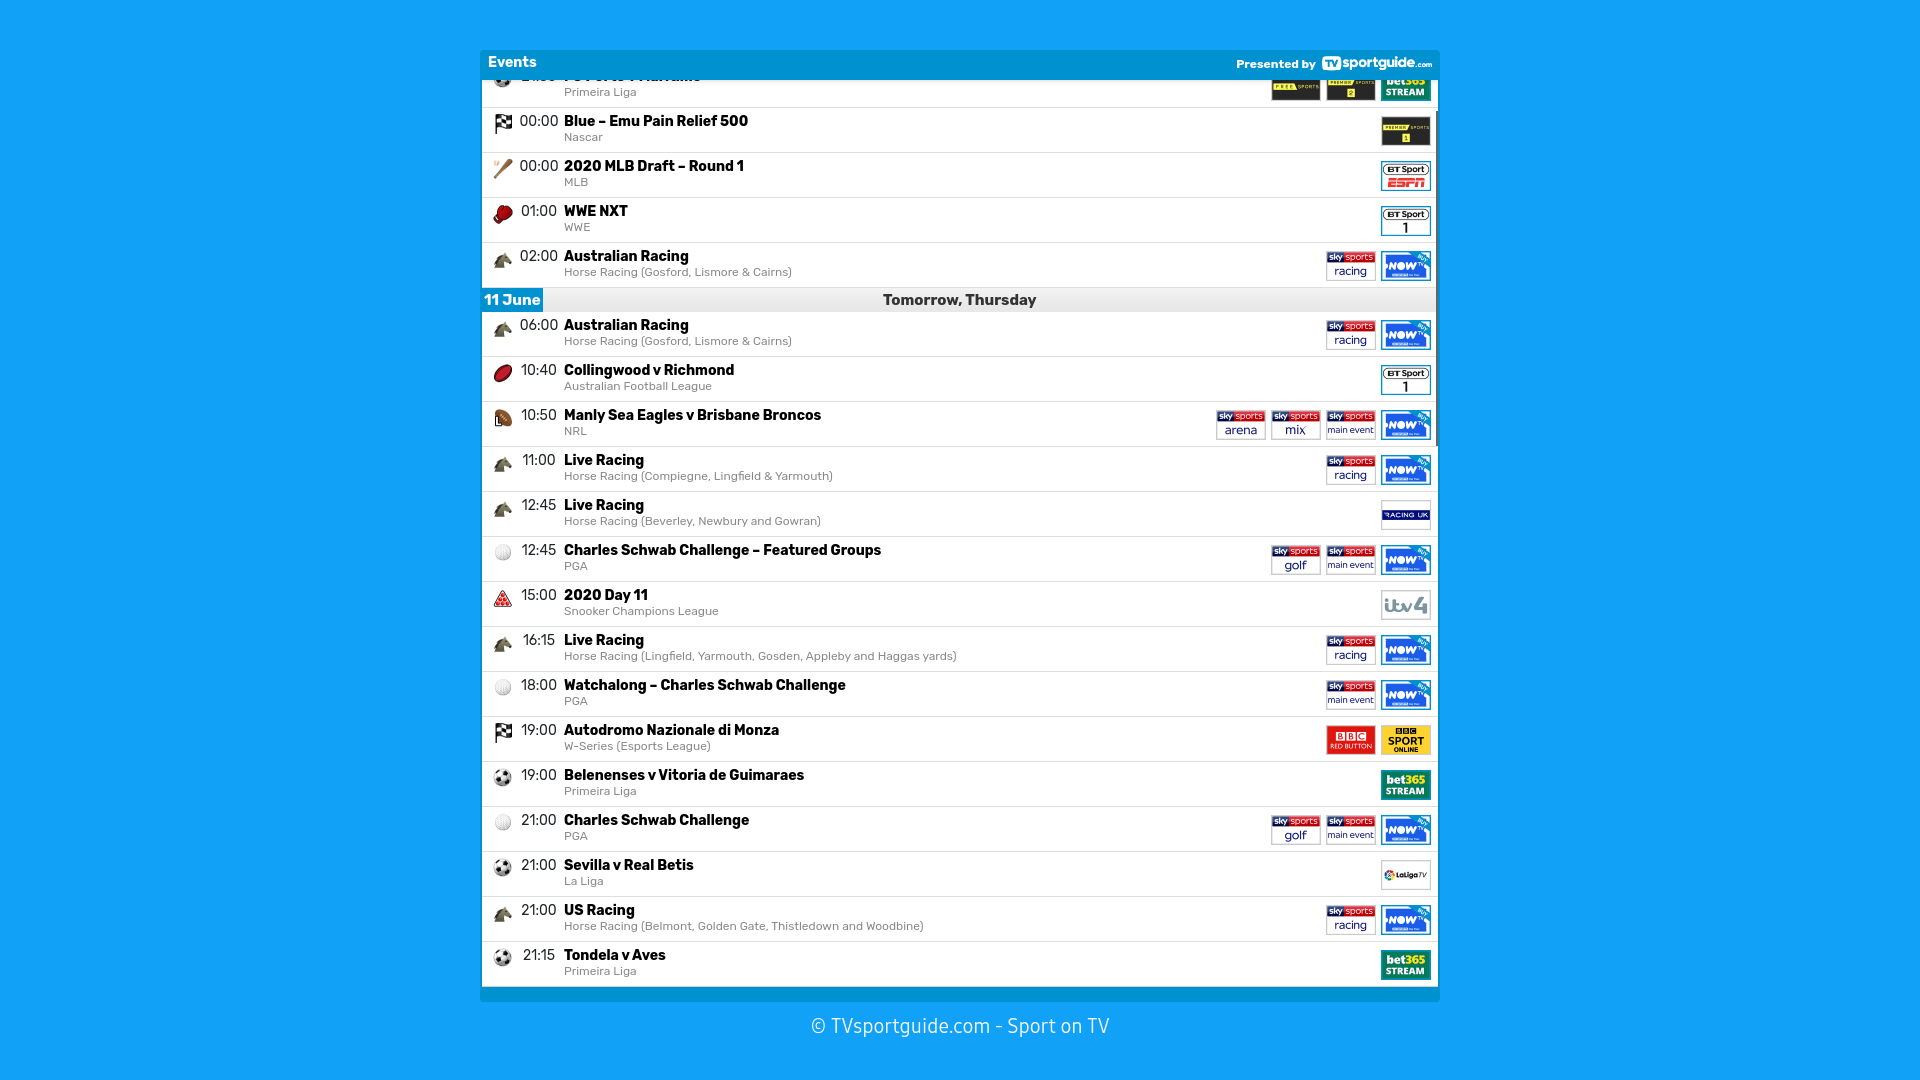 Events
Presented by TVsportguide.com
Primeira Liga
FREE SPORTS
PREMIER SPORTS 2
bet365 STREAM
00:00 Blue – Emu Pain Relief 500
Nascar
PREMIER SPORTS 1
00:00 2020 MLB Draft – Round 1
MLB
BT Sport ESPN
01:00 WWE NXT
WWE
BT Sport 1
02:00 Australian Racing
Horse Racing (Gosford, Lismore & Cairns)
sky sports racing
BUY NOW TV
11 June
Tomorrow, Thursday
06:00 Australian Racing
Horse Racing (Gosford, Lismore & Cairns)
sky sports racing
BUY NOW TV
10:40 Collingwood v Richmond
Australian Football League
BT Sport 1
10:50 Manly Sea Eagles v Brisbane Broncos
NRL
sky sports arena
sky sports mix
sky sports main event
BUY NOW TV
11:00 Live Racing
Horse Racing (Compiegne, Lingfield & Yarmouth)
sky sports racing
BUY NOW TV
12:45 Live Racing
Horse Racing (Beverley, Newbury and Gowran)
RACING UK
12:45 Charles Schwab Challenge – Featured Groups
PGA
sky sports golf
sky sports main event
BUY NOW TV
15:00 2020 Day 11
Snooker Champions League
itv4
16:15 Live Racing
Horse Racing (Lingfield, Yarmouth, Gosden, Appleby and Haggas yards)
sky sports racing
BUY NOW TV
18:00 Watchalong – Charles Schwab Challenge
PGA
sky sports main event
BUY NOW TV
19:00 Autodromo Nazionale di Monza
W-Series (Esports League)
BBC RED BUTTON
BBC SPORT ONLINE
19:00 Belenenses v Vitoria de Guimaraes
Primeira Liga
bet365 STREAM
21:00 Charles Schwab Challenge
PGA
sky sports golf
sky sports main event
BUY NOW TV
21:00 Sevilla v Real Betis
La Liga
LaLigaTV
21:00 US Racing
Horse Racing (Belmont, Golden Gate, Thistledown and Woodbine)
sky sports racing
BUY NOW TV
21:15 Tondela v Aves
Primeira Liga
bet365 STREAM
© TVsportguide.com - Sport on TV